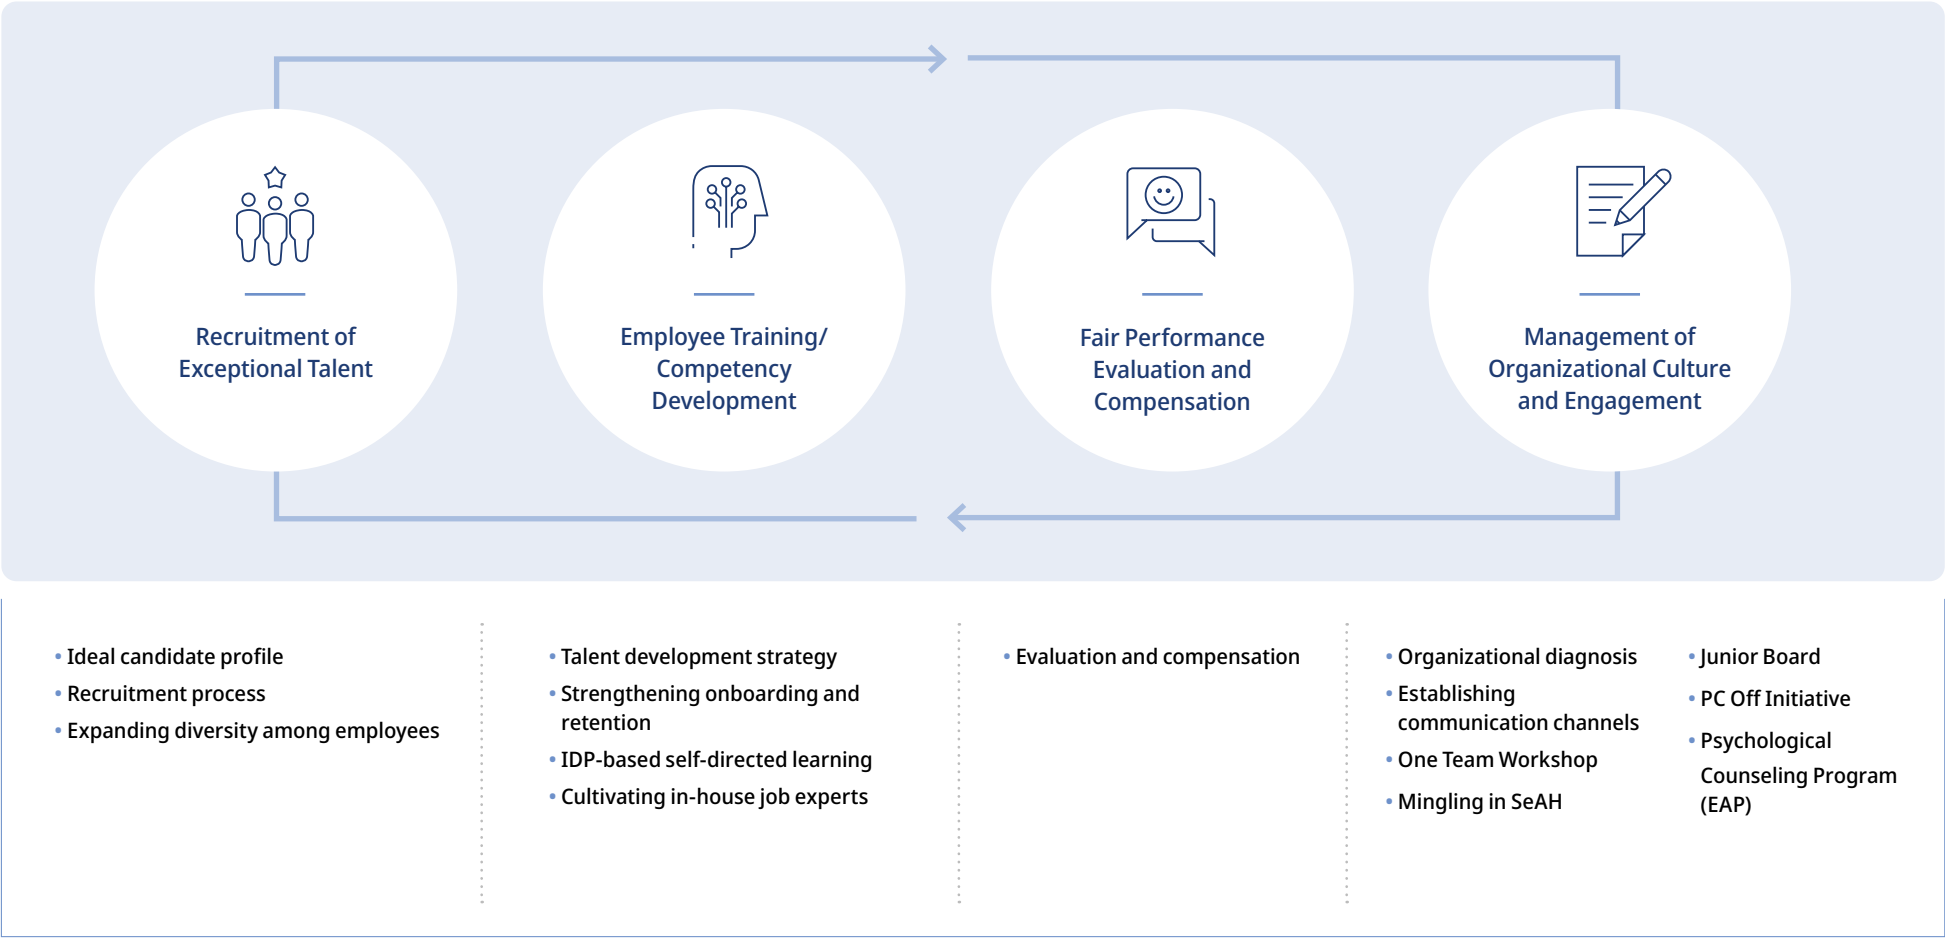 Recruitment of
Exceptional Talent
Employee Training/
Competency
Development
Fair Performance
Evaluation and
Compensation
Management of
Organizational Culture
and Engagement
• Ideal candidate profile
• Recruitment process
• Expanding diversity among employees
• Talent development strategy
• Strengthening onboarding and
retention
• IDP-based self-directed learning
• Cultivating in-house job experts
• Evaluation and compensation
• Organizational diagnosis
• Establishing
communication channels
• One Team Workshop
• Mingling in SeAH
• Junior Board
• PC Off Initiative
• Psychological
Counseling Program
(EAP)